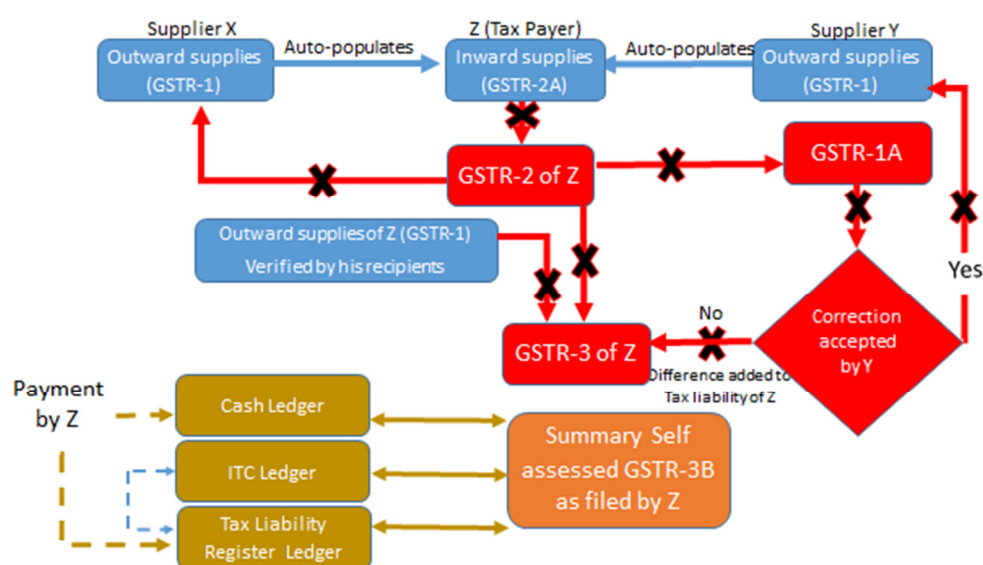 Supplier X
Z (Tax Payer)
Supplier Y
Outward supplies
(GSTR-1)
Auto-populates
Inward supplies
(GSTR-2A)
Auto-populates
Outward supplies
(GSTR-1)
GSTR-2 of Z
GSTR-1A
Outward supplies of Z (GSTR-1)
Verified by his recipients
Yes
No
Correction
accepted
by Y
GSTR-3 of Z
Difference added to
Tax liability of Z
Payment
by Z
Cash Ledger
ITC Ledger
Tax Liability
Register Ledger
Summary Self
assessed GSTR-3B
as filed by Z